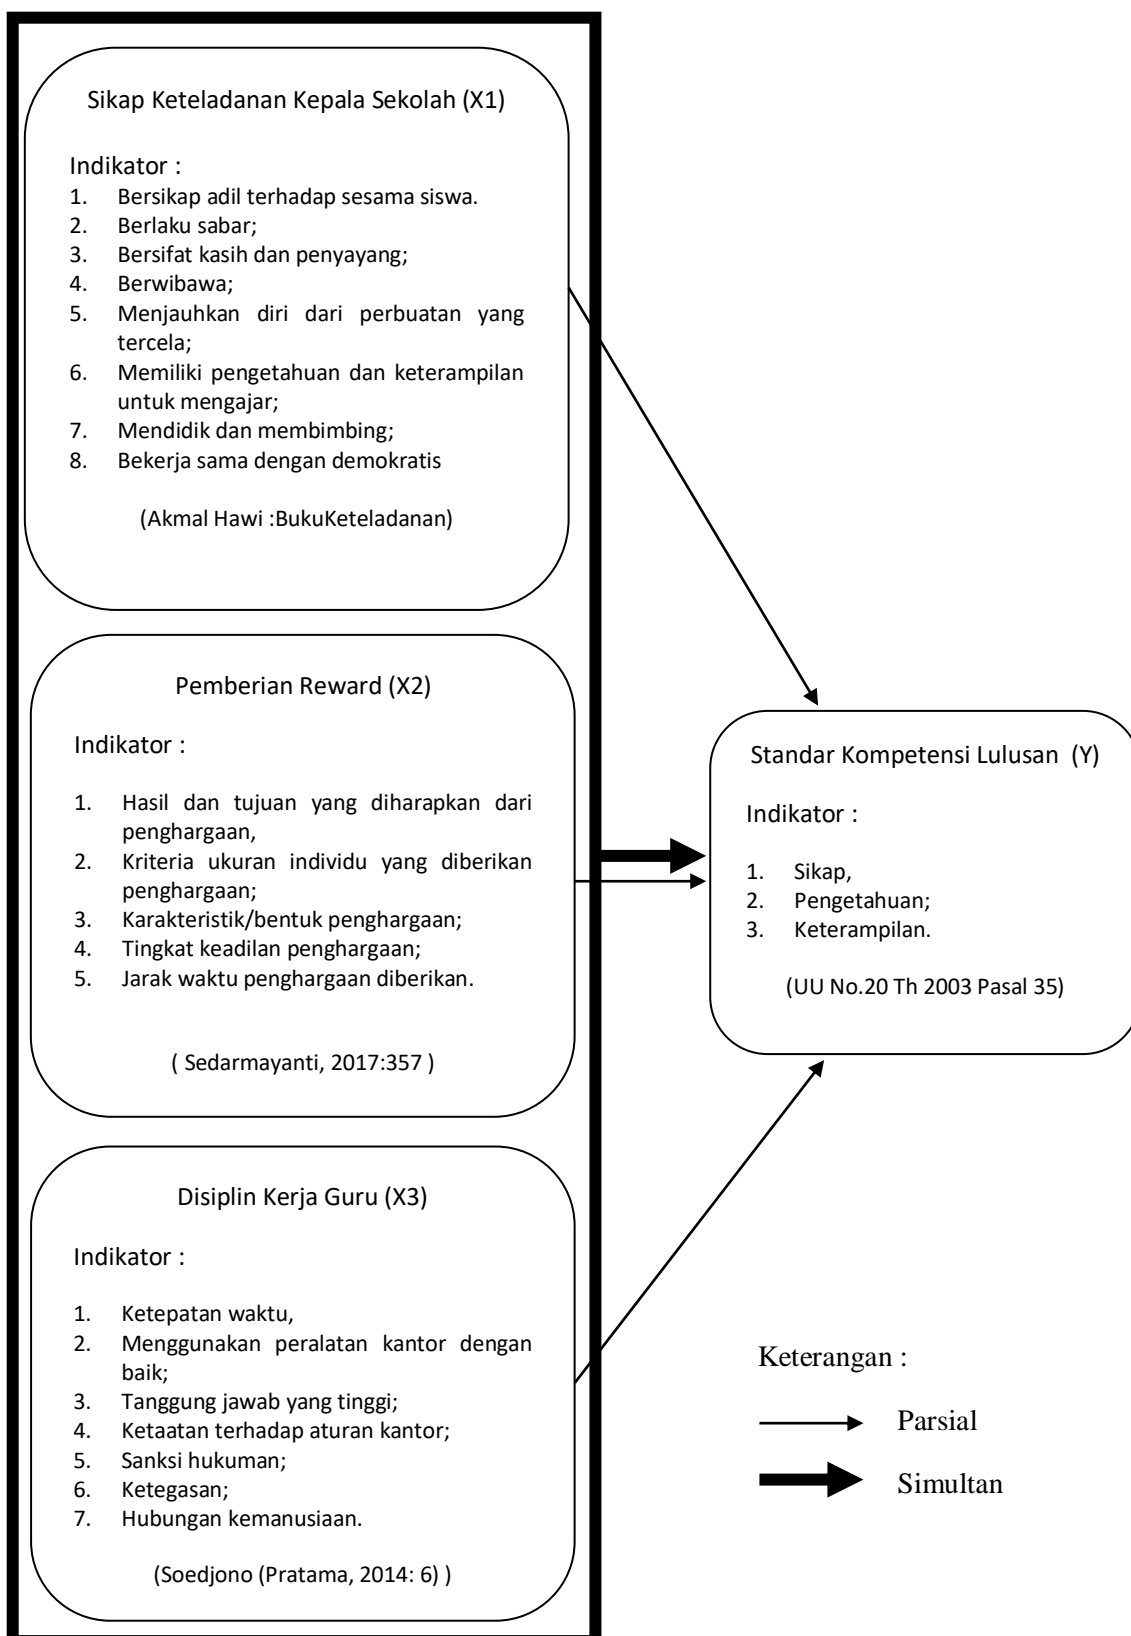 Sikap Keteladanan Kepala Sekolah (X1)
Indikator :
1. Bersikap adil terhadap sesama siswa.
2. Berlaku sabar;
3. Bersifat kasih dan penyayang;
4. Berwibawa;
5. Menjauhkan diri dari perbuatan yang
tercela;
6. Memiliki pengetahuan dan keterampilan
untuk mengajar;
7. Mendidik dan membimbing;
8. Bekerja sama dengan demokratis
(Akmal Hawi :BukuKeteladanan)
Pemberian Reward (X2)
Indikator :
1. Hasil dan tujuan yang diharapkan dari
penghargaan,
2. Kriteria ukuran individu yang diberikan
penghargaan;
3. Karakteristik/bentuk penghargaan;
4. Tingkat keadilan penghargaan;
5. Jarak waktu penghargaan diberikan.
( Sedarmayanti, 2017:357 )
Disiplin Kerja Guru (X3)
Indikator :
1. Ketepatan waktu,
2. Menggunakan peralatan kantor dengan
baik;
3. Tanggung jawab yang tinggi;
4. Ketaatan terhadap aturan kantor;
5. Sanksi hukuman;
6. Ketegasan;
7. Hubungan kemanusiaan.
(Soedjono (Pratama, 2014: 6) )
Standar Kompetensi Lulusan (Y)
Indikator :
1. Sikap,
2. Pengetahuan;
3. Keterampilan.
(UU No.20 Th 2003 Pasal 35)
Keterangan :
Parsial
Simultan